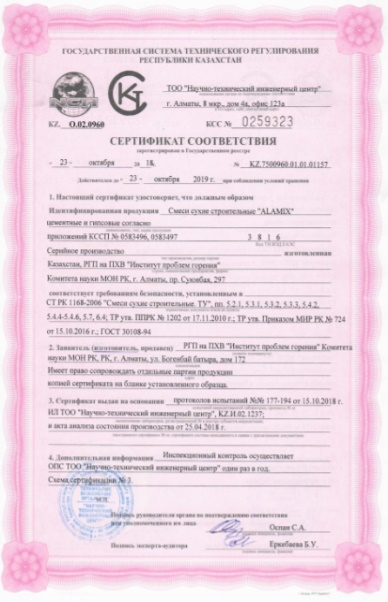 ГОСУДАРСТВЕННАЯ СИСТЕМА ТЕХНИЧЕСКОГО РЕГУЛИРОВАНИЯ
РЕСПУБЛИКИ КАЗАХСТАН
ТОО "Научно-технический инженерный центр"
г. Алматы, 8 мкр., дом 4а, офис 123а
KZ. О.02.0960
КСС № 0259323
СЕРТИФИКАТ СООТВЕТСТВИЯ
зарегистрирован в Государственном реестре
« 23 » октября 20 18г. № KZ.7500968.01.01.01157
Действителен до « 23 » октября 2019 г. при соблюдении условий хранения
1. Настоящий сертификат удостоверяет, что должным образом
Идентифицированная продукция Смеси сухие строительные "ALAMIX"
цементные и гипсовые согласно
приложений КССП № 0583496, 0583497 3 8 1 6
Серийное производство изготовленная
Казахстан, РГП на ПХВ "Институт проблем горения"
Комитета науки МОН РК, г. Алматы, пр. Суюнбая, 297
соответствует требованиям безопасности, установленным в
СТ РК 1168-2006 "Смеси сухие строительные. ТУ", пп. 5.2.1, 5.3.1, 5.3.2, 5.3.3, 5.4.2,
5.4.4-5.4.6, 5.7, 6.4; ТР утв. ППРК № 1202 от 17.11.2010 г.; ТР утв. Приказом МИР РК № 724
от 15.10.2016 г.; ГОСТ 30108-94
2. Заявитель (изготовитель, продавец) РГП на ПХВ "Институт проблем горения" Комитета
науки МОН РК, РК, г. Алматы, ул. Богенбай батыра, дом 172
Имеет право сопровождать отдельные партии продукции
копией сертификата на бланки установленного образца.
3. Сертификат выдан на основании протоколов испытаний №№ 177-194 от 15.10.2018 г.
ИЛ ТОО "Научно-технический инженерный центр", KZ.И.02.1237;
и акта анализа состояния производства от 25.04.2018 г.
4. Дополнительная информация Инспекционный контроль осуществляет
ОПС ТОО "Научно-технический инженерный центр" один раз в год.
Схема сертификации № 3.
Подпись руководителя органа по подтверждению соответствия
или уполномоченного им лица Оспан С.А.
Подпись эксперта-аудитора Еркебаева Б.У.